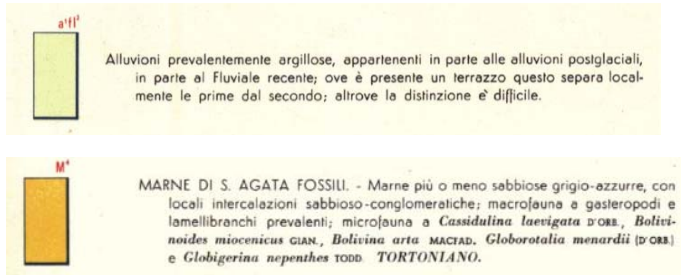 a¹fl²
Alluvioni prevalentemente argillose, appartenenti in parte alle alluvioni postglaciali,
in parte al Fluviale recente; ove è presente un terrazzo questo separa local-
mente le prime dal secondo; altrove la distinzione e' difficile.
M⁴
MARNE DI S. AGATA FOSSILI. - Marne più o meno sabbiose grigio-azzurre, con
locali intercalazioni sabbioso-conglomeratiche; macrofauna a gasteropodi e
lamellibranchi prevalenti; microfauna a Cassidulina laevigata D'ORB., Bolivi-
noides miocenicus GIAN., Bolivina arta MACFAD. Globorotalia menardii (D'ORB.)
e Globigerina nepenthes TODD. TORTONIANO.